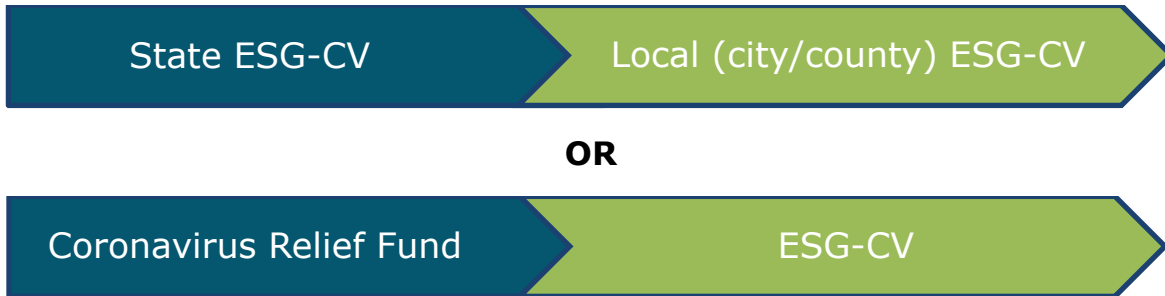 State ESG-CV
Local (city/county) ESG-CV
OR
Coronavirus Relief Fund
ESG-CV